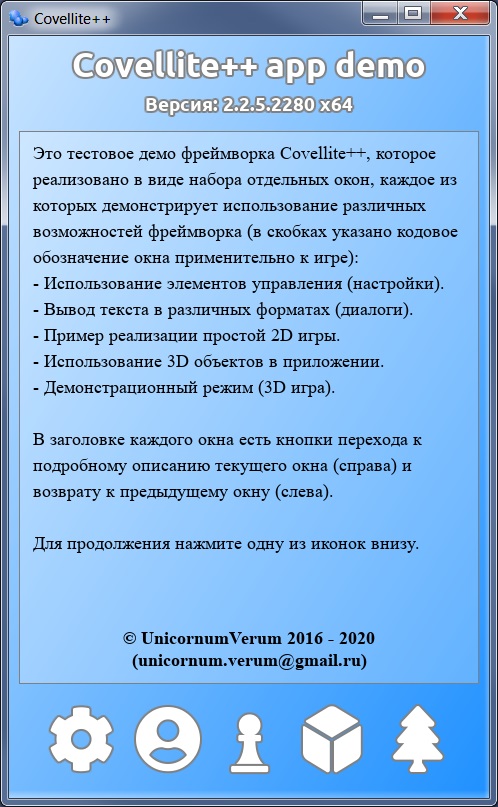 Covellite++
Covellite++ app demo
Версия: 2.2.5.2280 x64
Это тестовое демо фреймворка Covellite++, которое
реализовано в виде набора отдельных окон, каждое из
которых демонстрирует использование различных
возможностей фреймворка (в скобках указано кодовое
обозначение окна применительно к игре):
- Использование элементов управления (настройки).
- Вывод текста в различных форматах (диалоги).
- Пример реализации простой 2D игры.
- Использование 3D объектов в приложении.
- Демонстрационный режим (3D игра).
В заголовке каждого окна есть кнопки перехода к
подробному описанию текущего окна (справа) и
возврату к предыдущему окну (слева).
Для продолжения нажмите одну из иконок внизу.
© UnicornumVerum 2016 - 2020
(unicornum.verum@gmail.ru)